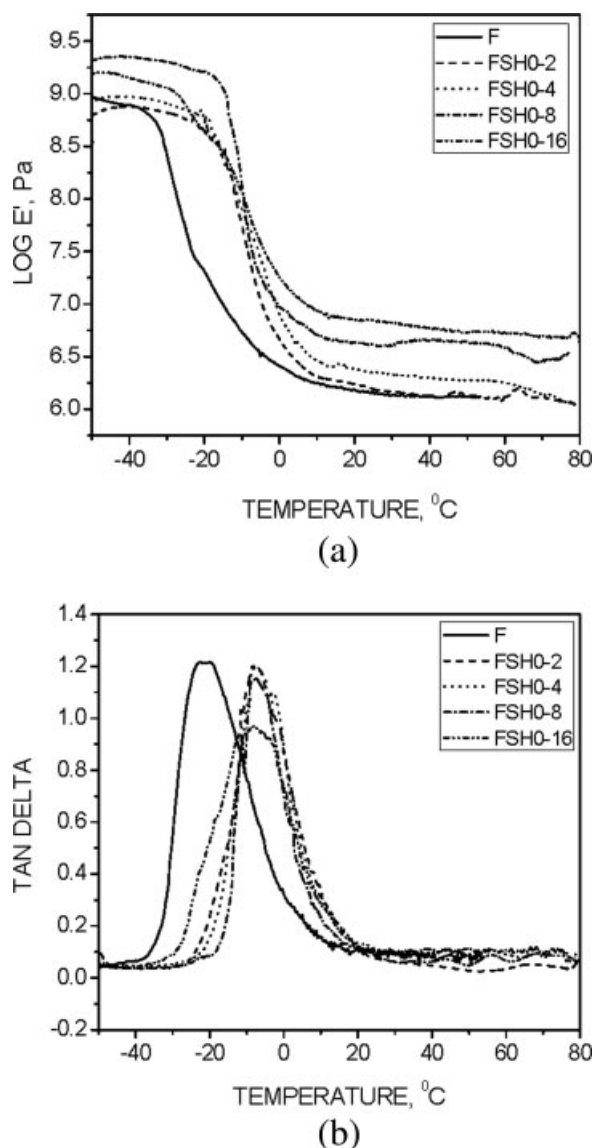 9.5
9.0
8.5
8.0
7.5
7.0
6.5
6.0
LOG E', Pa
F
FSH0-2
FSH0-4
FSH0-8
FSH0-16
-40 -20 0 20 40 60 80
TEMPERATURE, ⁰C
(a)
1.4
1.2
1.0
0.8
0.6
0.4
0.2
0.0
-0.2
TAN DELTA
F
FSH0-2
FSH0-4
FSH0-8
FSH0-16
-40 -20 0 20 40 60 80
TEMPERATURE, ⁰C
(b)